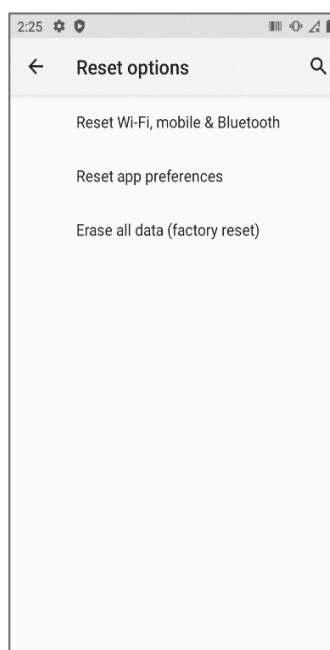 2:25
Reset options
Reset Wi-Fi, mobile & Bluetooth
Reset app preferences
Erase all data (factory reset)